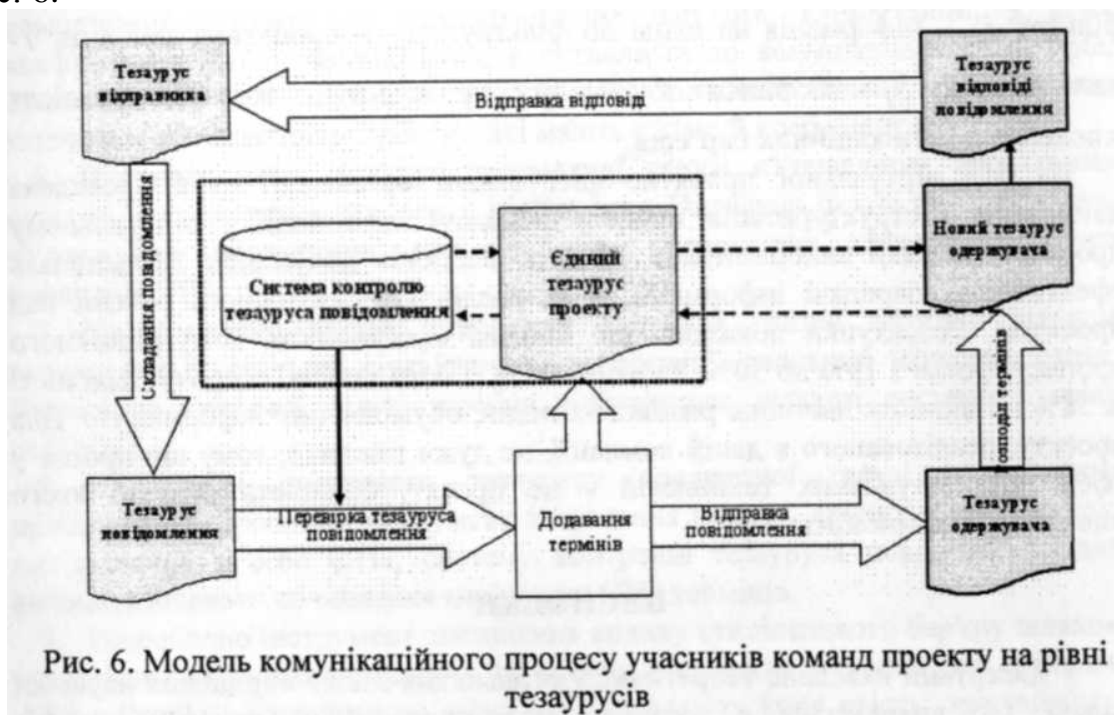 Тезаурус
відправника
Відправка відповіді
Тезаурус
відповіді
повідомлення
Складання повідомлення
Система контролю
тезауруса повідомлення
Єдиний
тезаурус
проекту
Новий тезаурус
одержувача
Тезаурус
повідомлення
Перевірка тезауруса
повідомлення
Додавання
термінів
Відправка
повідомлення
Тезаурус
одержувача
термінів
Рис. 6. Модель комунікаційного процесу учасників команд проекту на рівні
тезаурусів